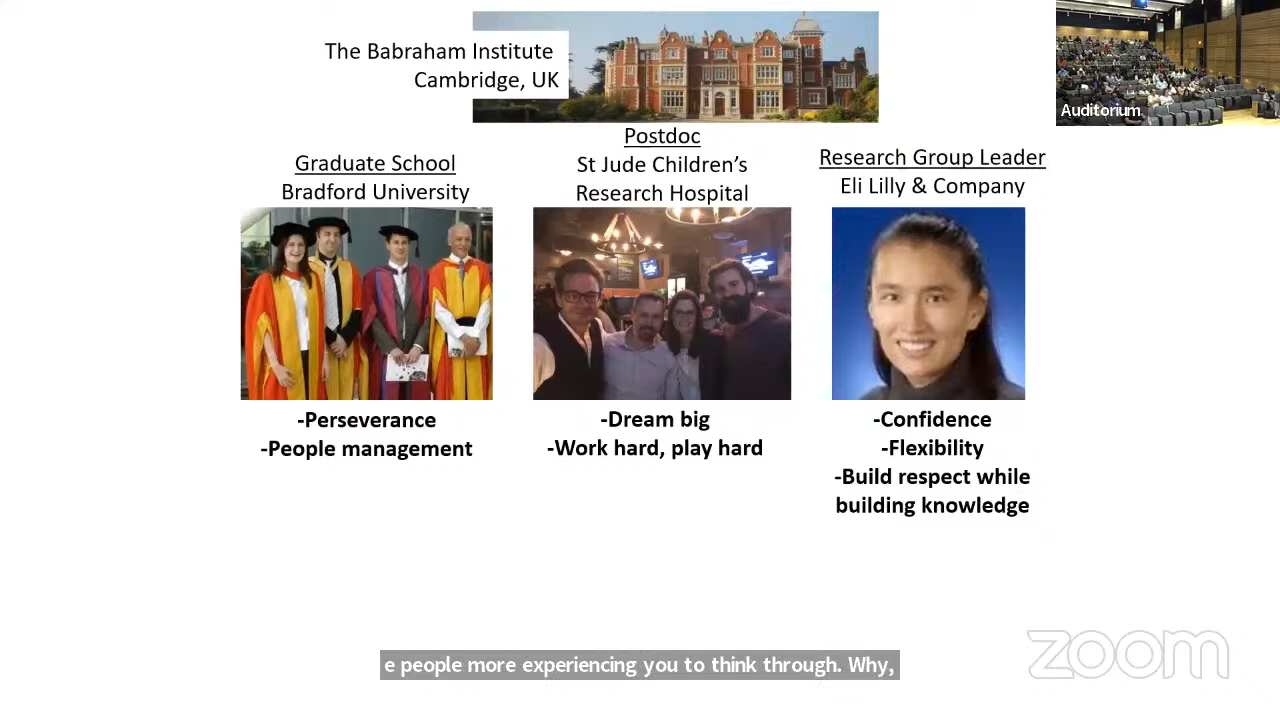 The Babraham Institute
Cambridge, UK
Auditorium
Graduate School
Bradford University
Postdoc
St Jude Children's
Research Hospital
Research Group Leader
Eli Lilly & Company
-Perseverance
-People management
-Dream big
-Work hard, play hard
-Confidence
-Flexibility
-Build respect while
building knowledge
e people more experiencing you to think through. Why,
zoom